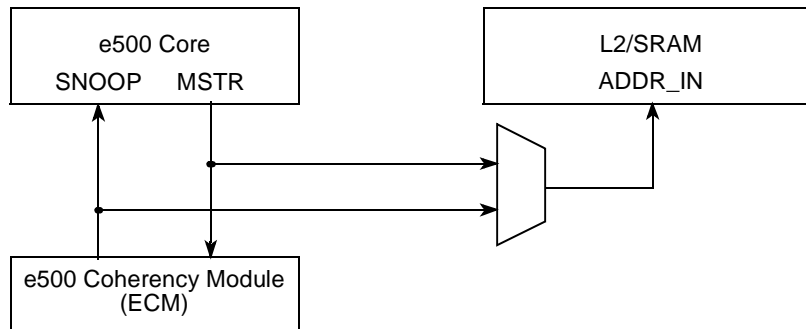 e500 Core
SNOOP MSTR
L2/SRAM
ADDR_IN
e500 Coherency Module
(ECM)